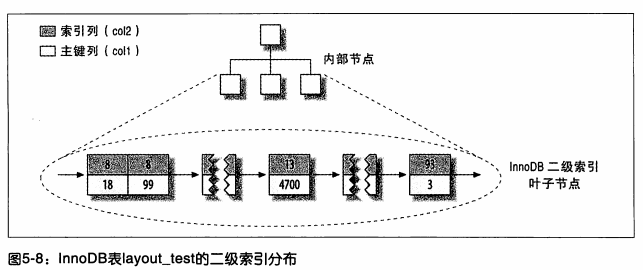 索引列（col2）
主键列（col1）
内部节点
8 8 13 93
18 99 4700 3
InnoDB 二级索引
叶子节点
图5-8：InnoDB表layout_test的二级索引分布